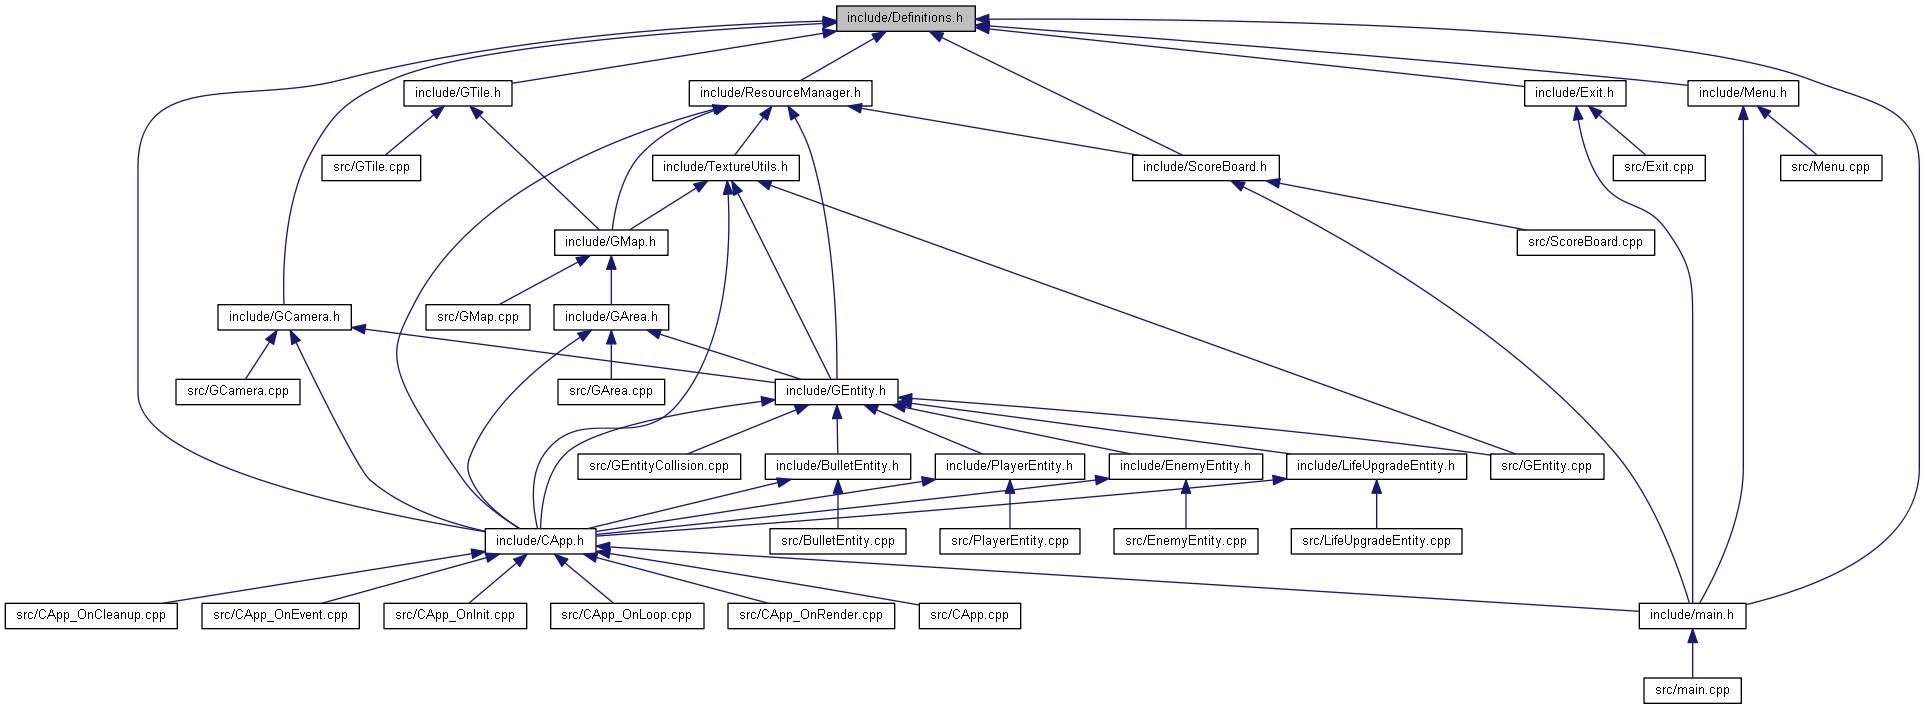 include/Definitions.h
include/GTile.h
include/ResourceManager.h
include/Exit.h
include/Menu.h
src/GTile.cpp
include/TextureUtils.h
include/ScoreBoard.h
src/Exit.cpp
src/Menu.cpp
include/GMap.h
src/ScoreBoard.cpp
include/GCamera.h
src/GMap.cpp
include/GArea.h
src/GCamera.cpp
src/GArea.cpp
include/GEntity.h
src/GEntityCollision.cpp
include/BulletEntity.h
include/PlayerEntity.h
include/EnemyEntity.h
include/LifeUpgradeEntity.h
src/GEntity.cpp
include/CApp.h
src/BulletEntity.cpp
src/PlayerEntity.cpp
src/EnemyEntity.cpp
src/LifeUpgradeEntity.cpp
src/CApp_OnCleanup.cpp
src/CApp_OnEvent.cpp
src/CApp_OnInit.cpp
src/CApp_OnLoop.cpp
src/CApp_OnRender.cpp
src/CApp.cpp
include/main.h
src/main.cpp